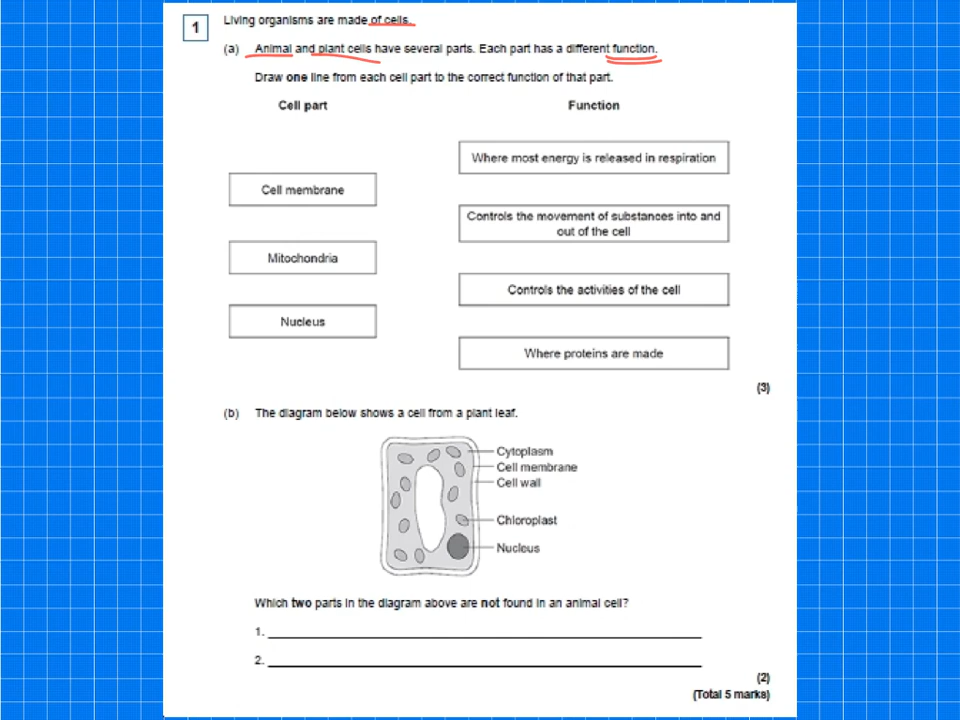 1
Living organisms are made of cells.
(a) Animal and plant cells have several parts. Each part has a different function.
Draw one line from each cell part to the correct function of that part.
Cell part Function
Where most energy is released in respiration
Cell membrane
Controls the movement of substances into and
out of the cell
Mitochondria
Controls the activities of the cell
Nucleus
Where proteins are made
(3)
(b) The diagram below shows a cell from a plant leaf.
Cytoplasm
Cell membrane
Cell wall
Chloroplast
Nucleus
Which two parts in the diagram above are not found in an animal cell?
1.
2.
(2)
(Total 5 marks)